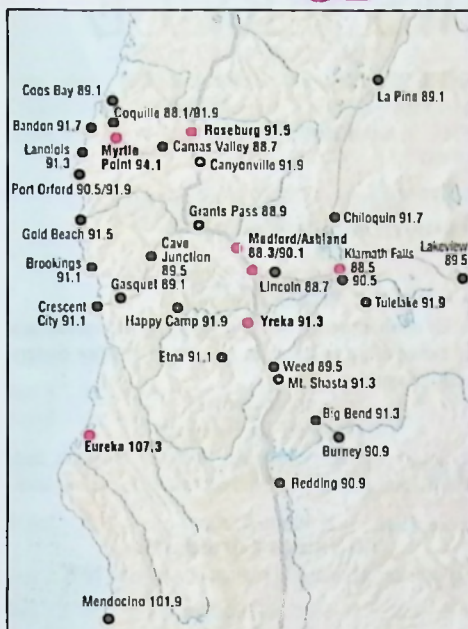 Coos Bay 89.1
La Pine 89.1
Coquille 88.1/91.9
Bandon 91.7
Roseburg 91.5
Myrtle
Point 94.1
Camas Valley 88.7
Langlois
91.3
Canyonville 91.9
Port Orford 90.5/91.9
Grants Pass 88.9
Chiloquin 91.7
Gold Beach 91.5
Medford/Ashland
88.3/90.1
Cave
Junction
89.5
Klamath Falls
88.5
90.5
Lakeview
89.5
Brookings
91.1
Gasquet 89.1
Lincoln 88.7
Crescent
City 91.1
Happy Camp 91.9
Tulelake 91.9
Yreka 91.3
Etna 91.1
Weed 89.5
Mt. Shasta 91.3
Big Bend 91.3
Eureka 107.3
Burney 90.9
Redding 90.9
Mendocino 101.9